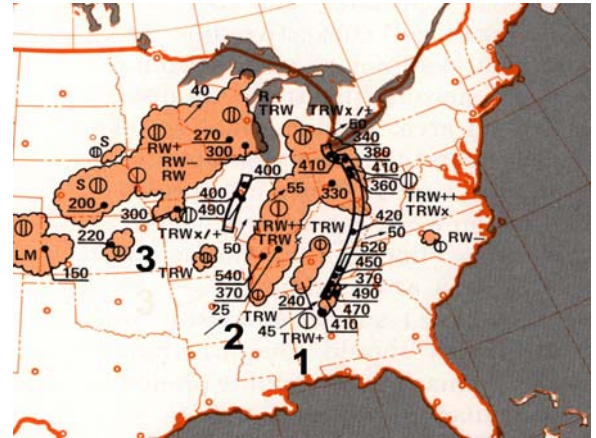 40
R-
TRW
TRWx/+
50
340
380
410
360
270
300
410
330
RW+
RW-
RW
S
S
200
400
400
490
55
TRW++
TRWx
300
TRWx/+
50
TRW++
TRWx
TRW
420
50
RW-
220
3
LM
150
TRW
540
370
520
450
370
490
470
410
240
25
2
TRW
45
1
TRW+